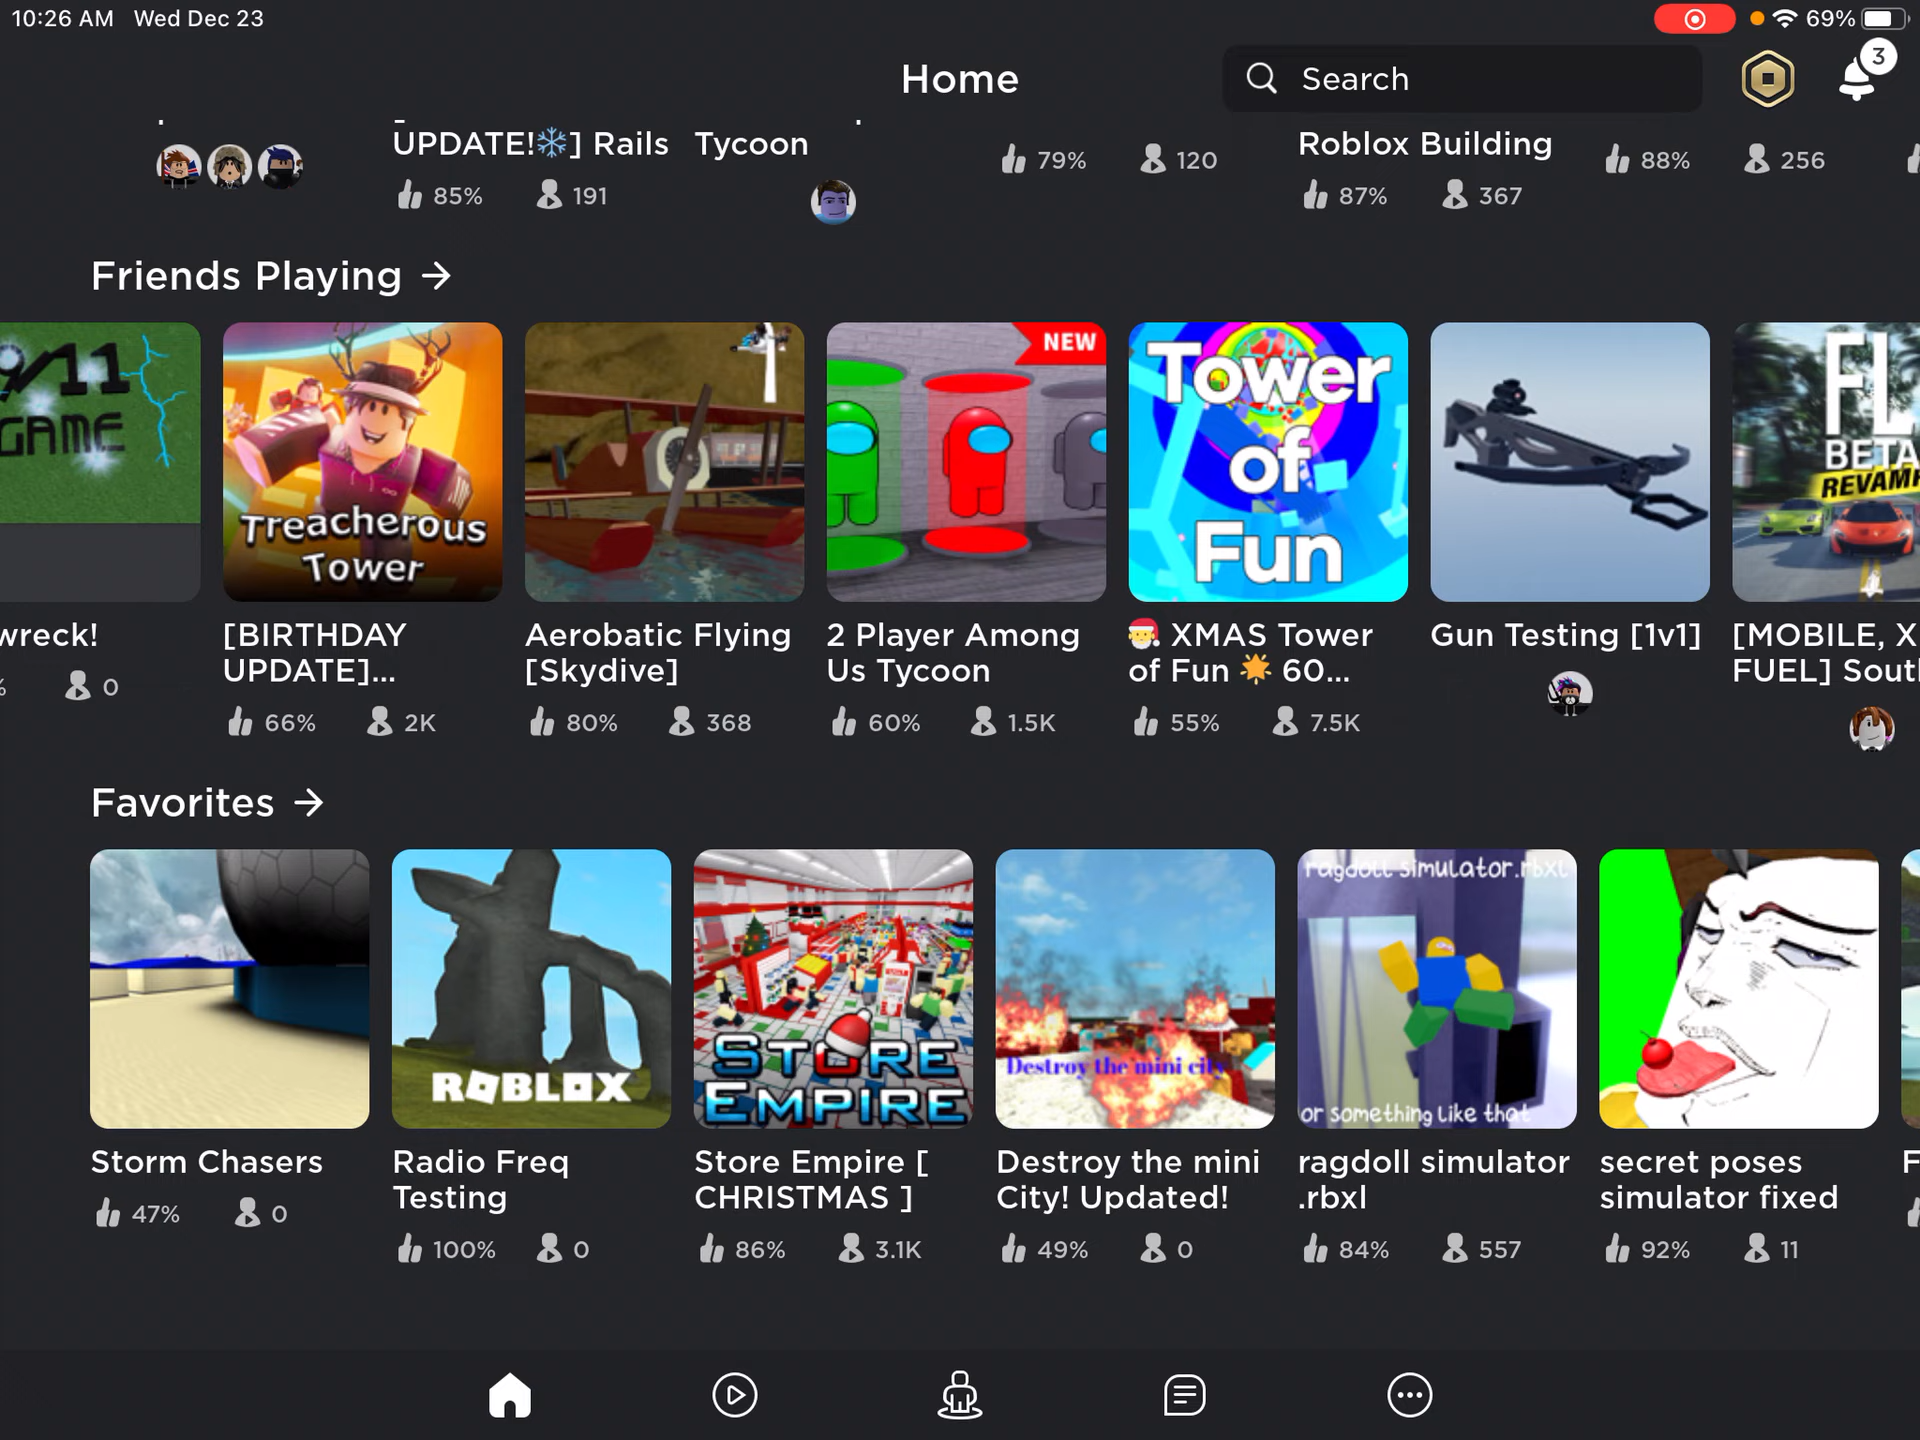 10:26 AM Wed Dec 23
69%
Home
Search
3
UPDATE!❄️] Rails
Tycoon
Roblox Building
85% 191
79% 120
87% 367
88% 256
Friends Playing →
9/11
GAME
Treacherous
Tower
NEW
Tower
of
Fun
FL
BETA
REVAMP
wreck!
% 0
[BIRTHDAY
UPDATE]...
66% 2K
Aerobatic Flying
[Skydive]
80% 368
2 Player Among
Us Tycoon
60% 1.5K
🎅 XMAS Tower
of Fun 🌟 60...
55% 7.5K
Gun Testing [1v1]
[MOBILE, X
FUEL] Sout
Favorites →
ROBLOX
STORE
EMPIRE
Destroy the mini city
ragdoll simulator.rbxl
or something like that
Storm Chasers
47% 0
Radio Freq
Testing
100% 0
Store Empire [
CHRISTMAS ]
86% 3.1K
Destroy the mini
City! Updated!
49% 0
ragdoll simulator
.rbxl
84% 557
secret poses
simulator fixed
92% 11
F